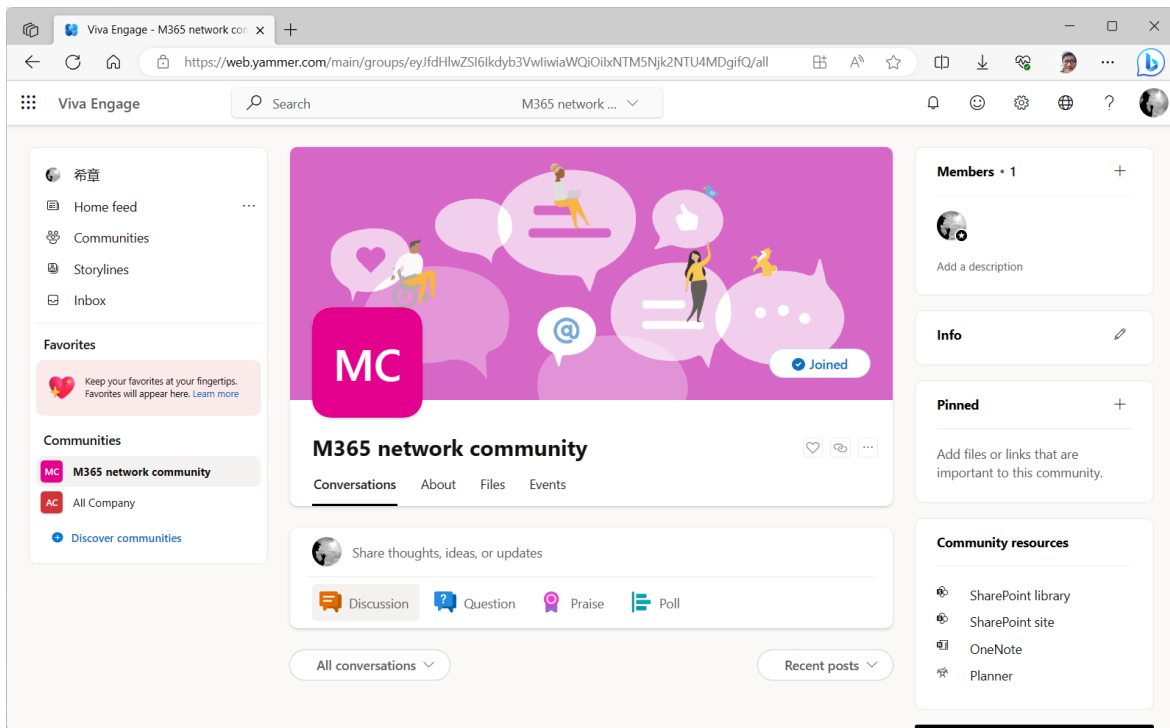 Viva Engage - M365 network con
https://web.yammer.com/main/groups/eyJfdHlwZSI6Ikdyb3VwIiwiaWQiOiIxNTM5Njk2NTU4MDgifQ/all
Viva Engage
Search
M365 network ...
希章
Home feed
Communities
Storylines
Inbox
Favorites
Keep your favorites at your fingertips.
Favorites will appear here. Learn more
Communities
MC M365 network community
AC All Company
Discover communities
@
MC
Joined
M365 network community
Conversations About Files Events
Share thoughts, ideas, or updates
Discussion Question Praise Poll
All conversations
Recent posts
Members • 1
Add a description
Info
Pinned
Add files or links that are
important to this community.
Community resources
SharePoint library
SharePoint site
OneNote
Planner